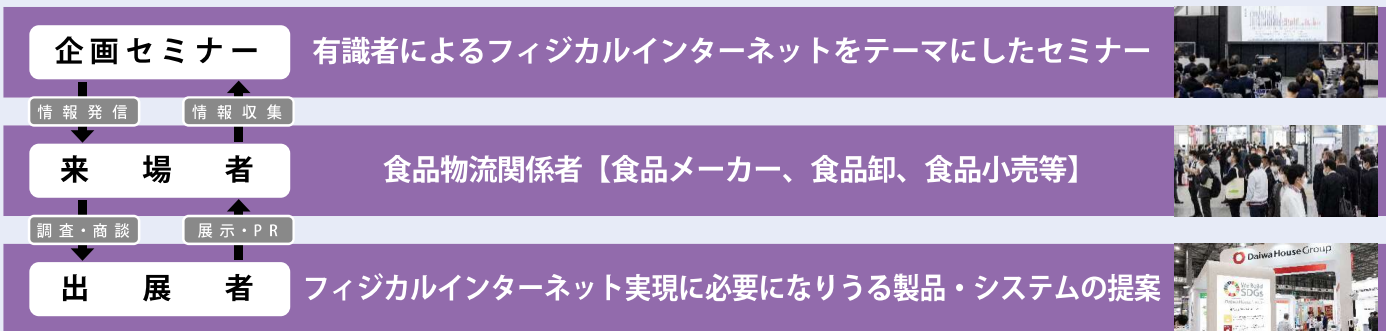 企画セミナー
有識者によるフィジカルインターネットをテーマにしたセミナー
情報発信
情報収集
来場者
食品物流関係者【食品メーカー、食品卸、食品小売等】
調査・商談
展示・PR
出展者
フィジカルインターネット実現に必要になりうる製品・システムの提案
Daiwa House Group
We Build
SDGs